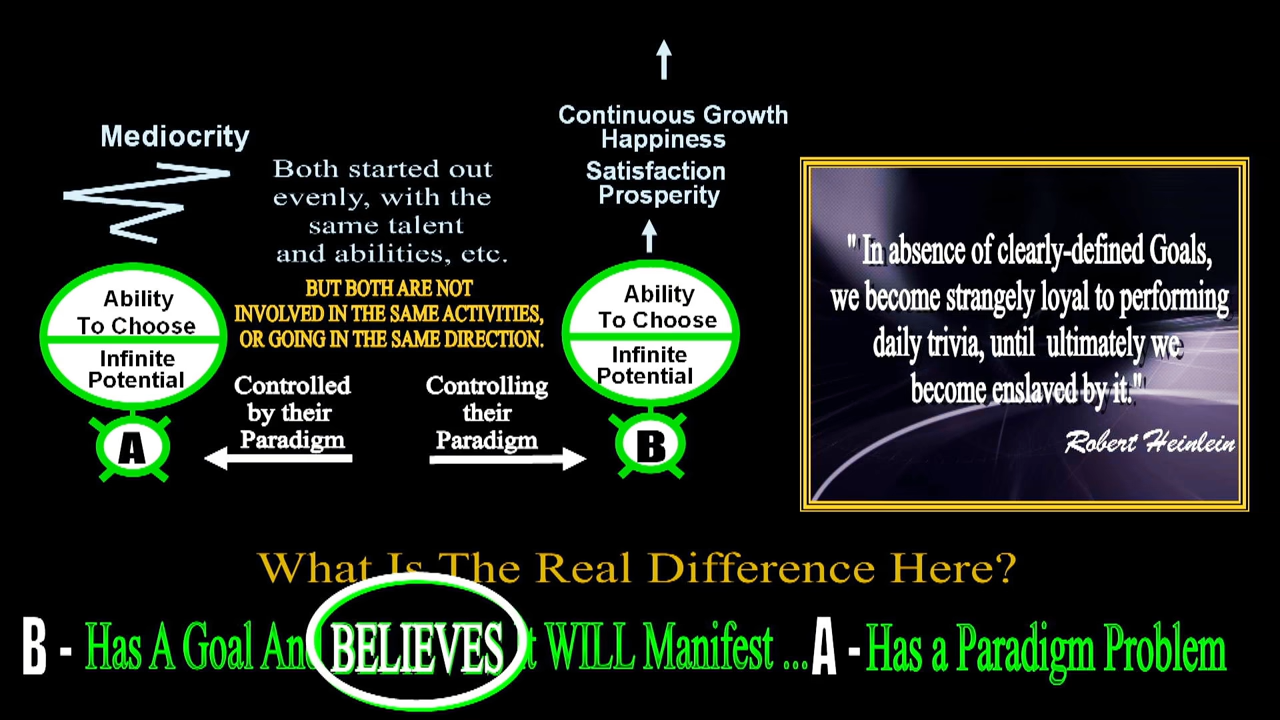 Mediocrity
Both started out
evenly, with the
same talent
and abilities, etc.
BUT BOTH ARE NOT
INVOLVED IN THE SAME ACTIVITIES,
OR GOING IN THE SAME DIRECTION.
Continuous Growth
Happiness
Satisfaction
Prosperity
Ability
To Choose
Infinite
Potential
A
Controlled
by their
Paradigm
Controlling
their
Paradigm
Ability
To Choose
Infinite
Potential
B
" In absence of clearly-defined Goals,
we become strangely loyal to performing
daily trivia, until ultimately we
become enslaved by it."
Robert Heinlein
What Is The Real Difference Here?
B - Has A Goal And BELIEVES WILL Manifest ... A - Has a Paradigm Problem